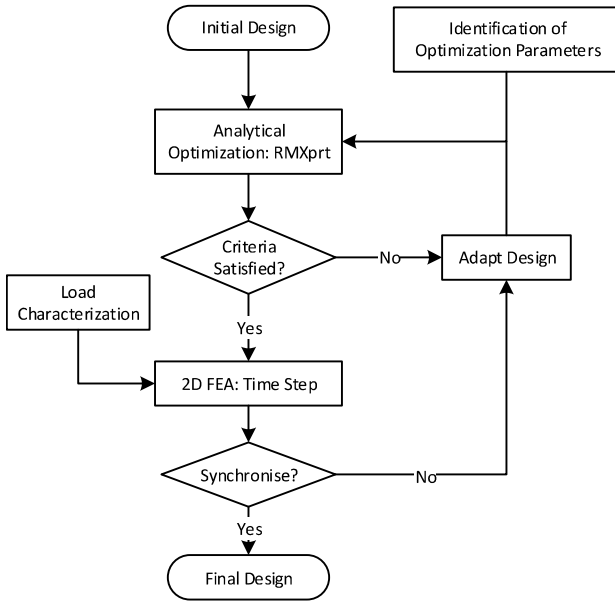 Initial Design
Identification of
Optimization Parameters
Analytical
Optimization: RMXprt
Criteria
Satisfied?
No
Adapt Design
Load
Characterization
Yes
2D FEA: Time Step
Synchronise?
No
Yes
Final Design